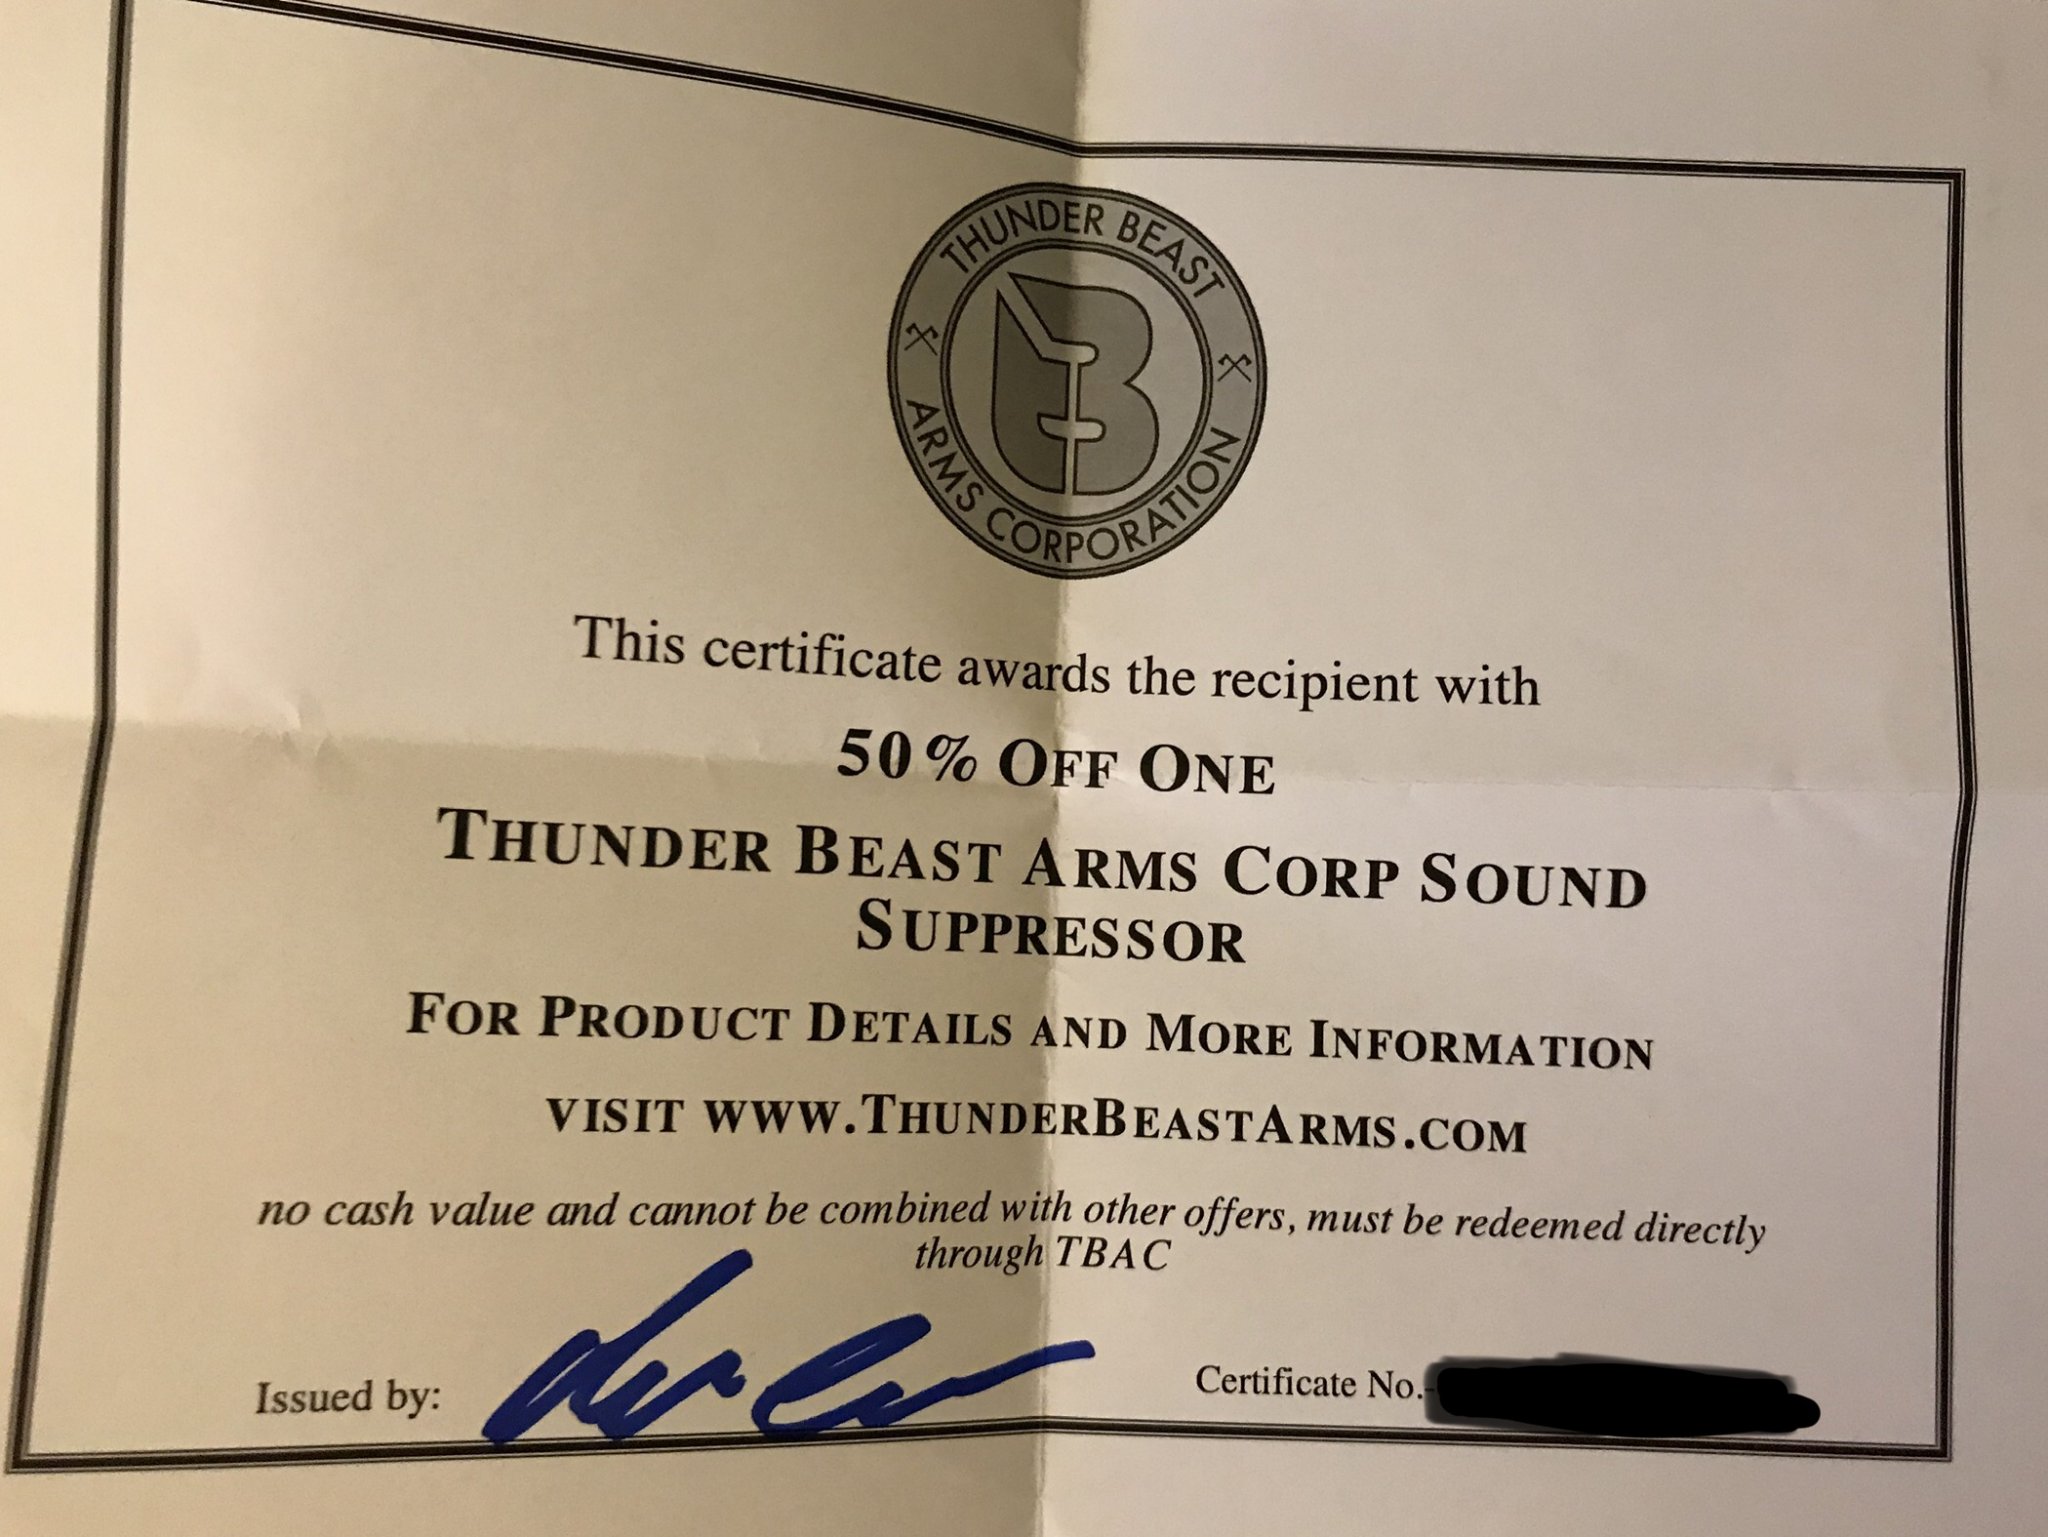 THUNDER BEAST
ARMS CORPORATION
This certificate awards the recipient with
50% OFF ONE
THUNDER BEAST ARMS CORP SOUND
SUPPRESSOR
FOR PRODUCT DETAILS AND MORE INFORMATION
VISIT WWW.THUNDERBEASTARMS.COM
no cash value and cannot be combined with other offers, must be redeemed directly
through TBAC
Issued by:
Certificate No.-